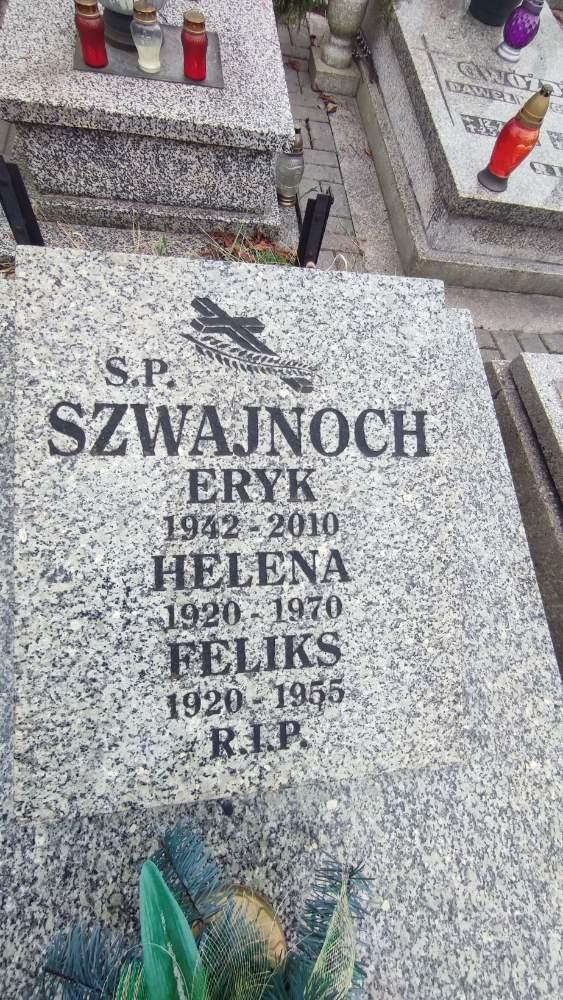 S.P.
SZWAJNOCH
ERYK
1942 - 2010
HELENA
1920 - 1970
FELIKS
1920 - 1955
R.I.P.